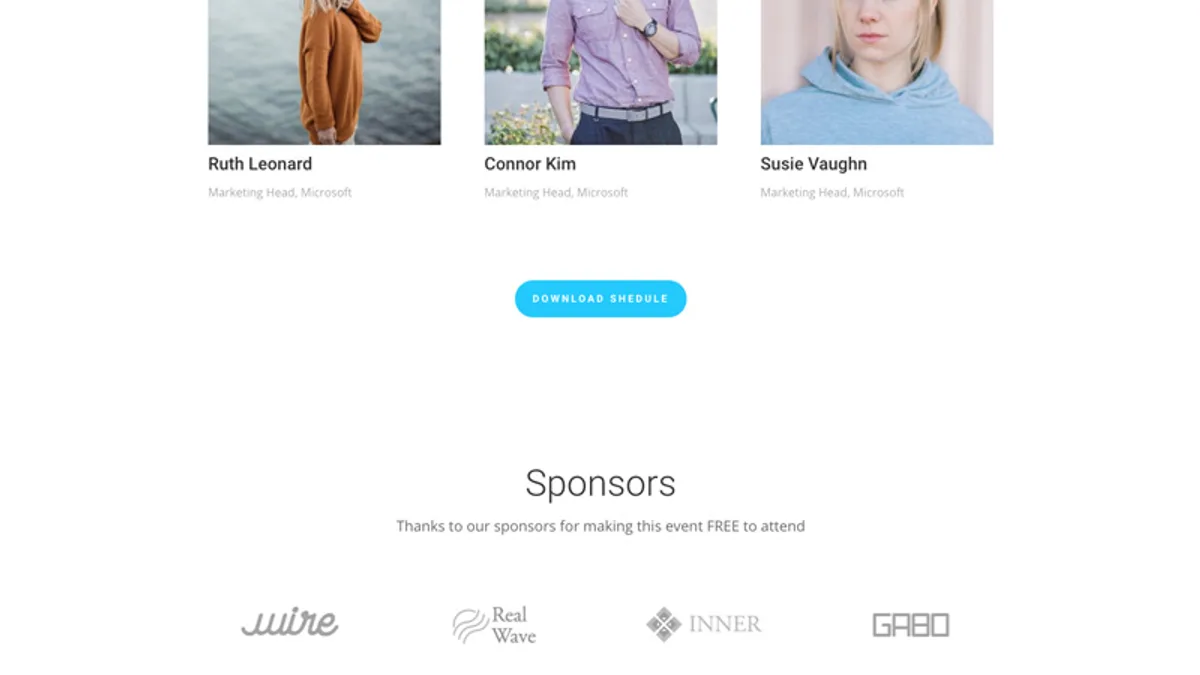 Ruth Leonard
Connor Kim
Susie Vaughn
Marketing Head, Microsoft
Marketing Head, Microsoft
Marketing Head, Microsoft
DOWNLOAD SHEDULE
Sponsors
Thanks to our sponsors for making this event FREE to attend
wire
Real
Wave
INNER
GABO